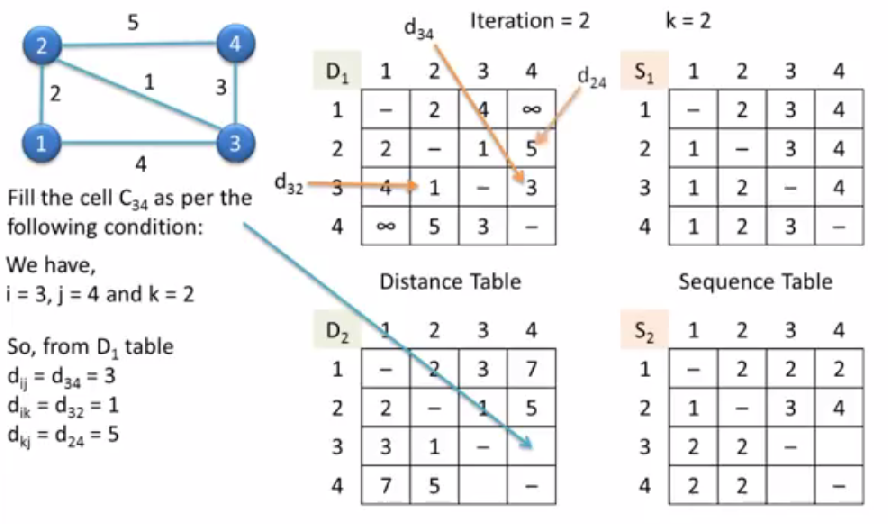 Iteration = 2 k = 2
5
2 4
1
2 3
1 3
4
d34
d24
d32
D1 1 2 3 4
1 – 2 4 ∞
2 2 – 1 5
3 4 1 – 3
4 ∞ 5 3 –
Distance Table
S1 1 2 3 4
1 – 2 3 4
2 1 – 3 4
3 1 2 – 4
4 1 2 3 –
Sequence Table
Fill the cell C34 as per the
following condition:
We have,
i = 3, j = 4 and k = 2
So, from D1 table
dij = d34 = 3
dik = d32 = 1
dkj = d24 = 5
D2 1 2 3 4
1 – 2 3 7
2 2 – 1 5
3 3 1 –
4 7 5 –
S2 1 2 3 4
1 – 2 2 2
2 1 – 3 4
3 2 2 –
4 2 2 –